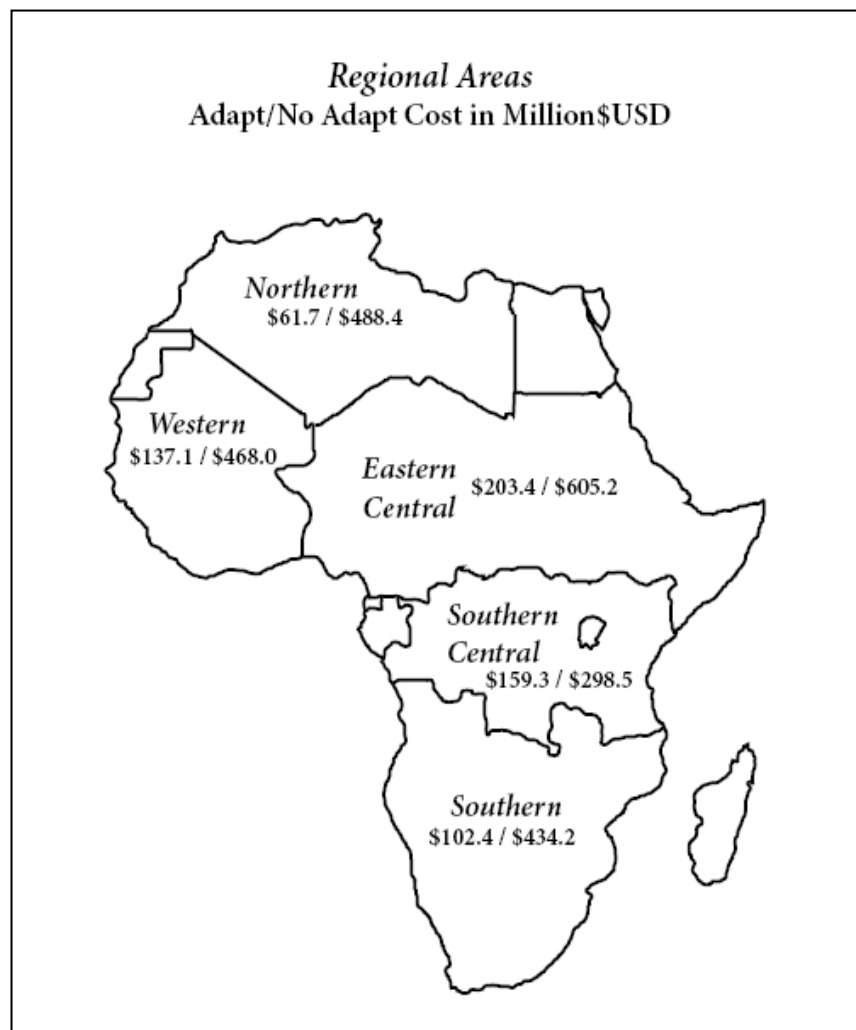 Regional Areas
Adapt/No Adapt Cost in Million$USD
Northern
$61.7 / $488.4
Western
$137.1 / $468.0
Eastern
Central
$203.4 / $605.2
Southern
Central
$159.3 / $298.5
Southern
$102.4 / $434.2